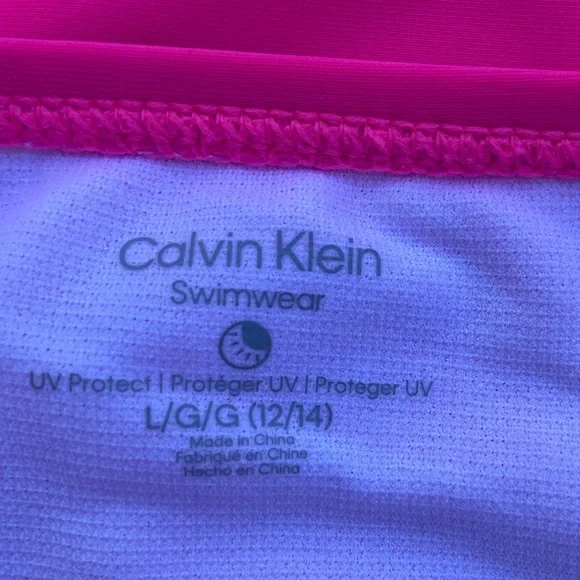 Calvin Klein
Swimwear
UV Protect | Protéger UV | Proteger UV
L/G/G (12/14)
Made in China
Fabriqué en Chine
Hecho en China